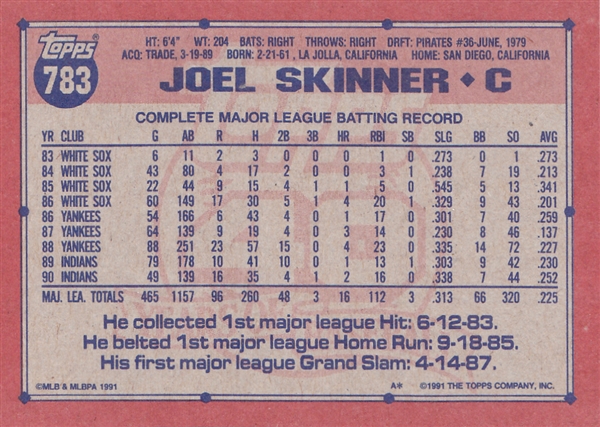 Topps
783
HT: 6'4" WT: 204 BATS: RIGHT THROWS: RIGHT DRFT: PIRATES #36-JUNE, 1979
ACQ: TRADE, 3-19-89 BORN: 2-21-61, LA JOLLA, CALIFORNIA HOME: SAN DIEGO, CALIFORNIA
JOEL SKINNER • C
COMPLETE MAJOR LEAGUE BATTING RECORD
YR CLUB G AB R H 2B 3B HR RBI SB SLG BB SO AVG
83 WHITE SOX 6 11 2 3 0 0 0 1 0 .273 0 1 .273
84 WHITE SOX 43 80 4 17 2 0 0 3 1 .238 7 19 .213
85 WHITE SOX 22 44 9 15 4 1 1 5 0 .545 5 13 .341
86 WHITE SOX 60 149 17 30 5 1 4 20 1 .329 9 43 .201
86 YANKEES 54 166 6 43 4 0 1 17 0 .301 7 40 .259
87 YANKEES 64 139 9 19 4 0 3 14 0 .230 8 46 .137
88 YANKEES 88 251 23 57 15 0 4 23 0 .335 14 72 .227
89 INDIANS 79 178 10 41 10 0 1 13 1 .303 9 42 .230
90 INDIANS 49 139 16 35 4 1 2 16 0 .338 7 44 .252
MAJ. LEA. TOTALS 465 1157 96 260 48 3 16 112 3 .313 66 320 .225
He collected 1st major league Hit: 6-12-83.
He belted 1st major league Home Run: 9-18-85.
His first major league Grand Slam: 4-14-87.
©MLB & MLBPA 1991 A* ©1991 THE TOPPS COMPANY, INC.